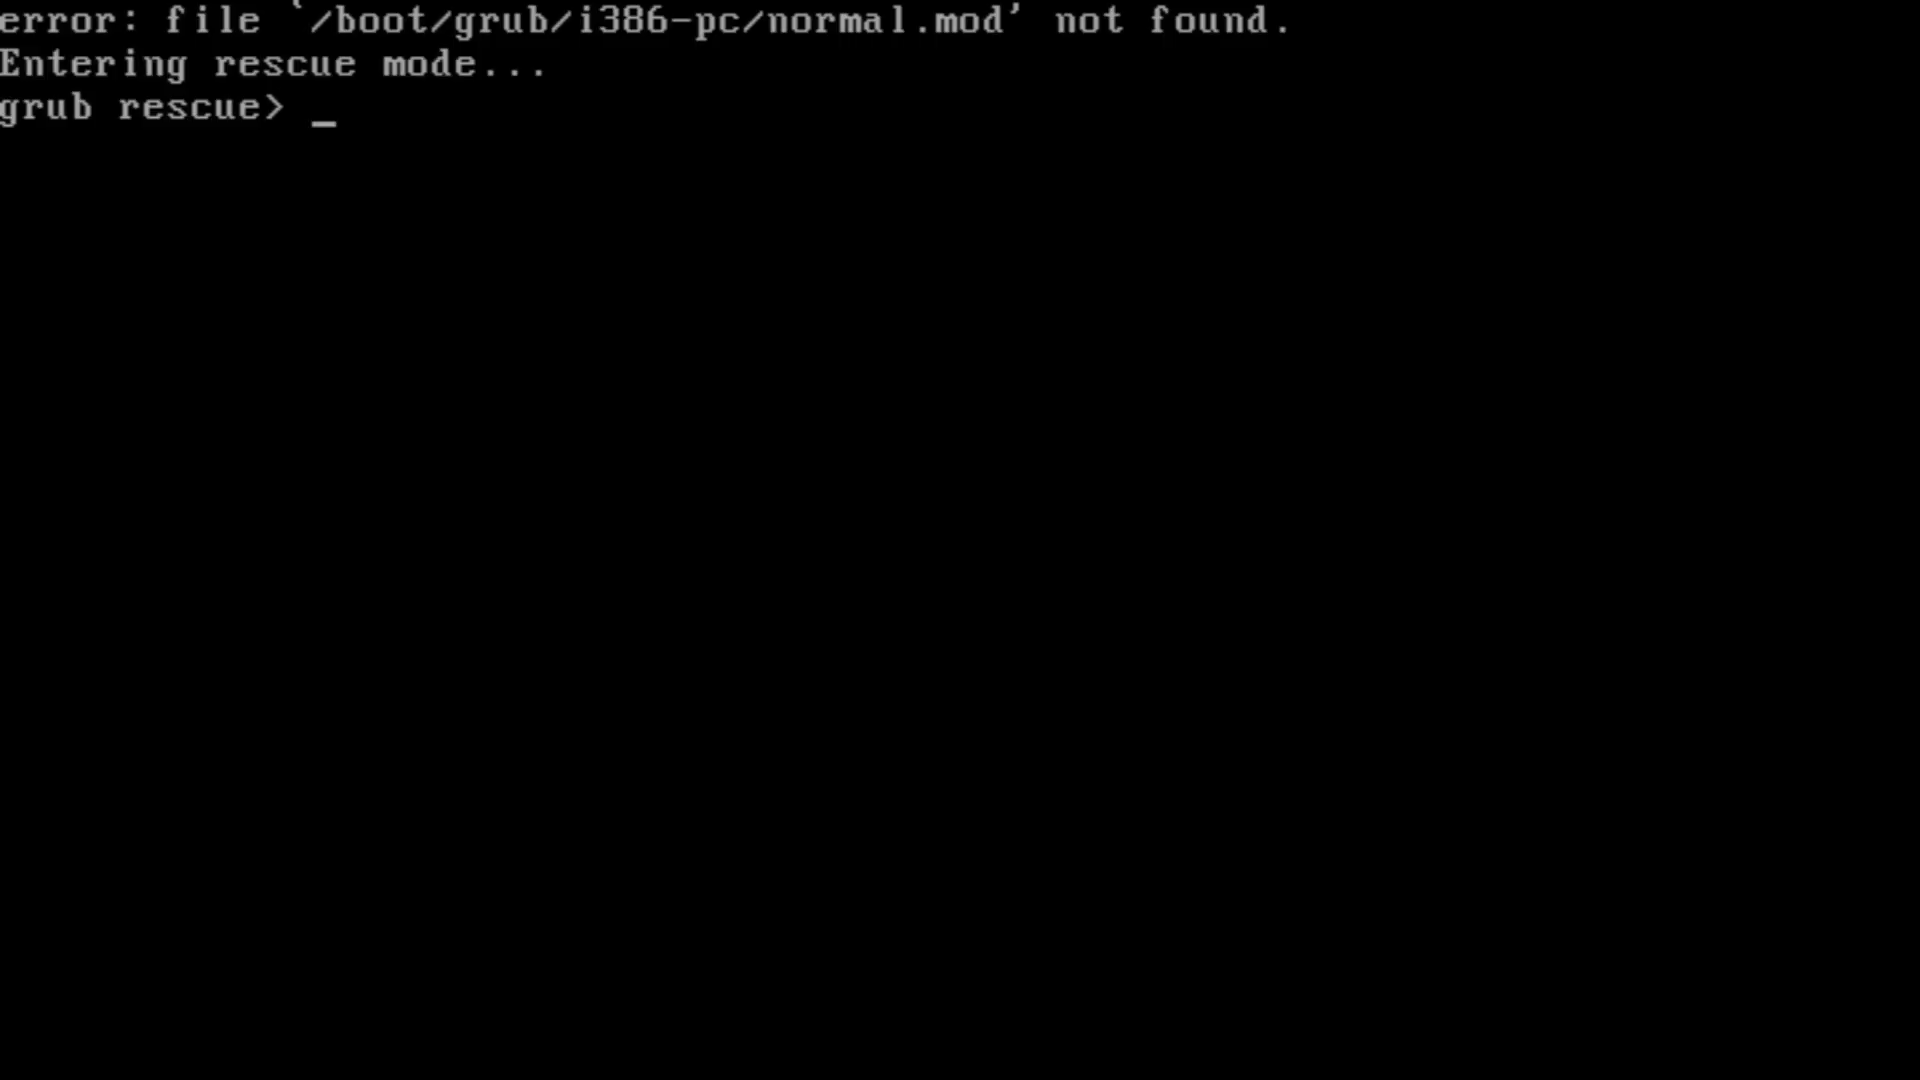 error: file `/boot/grub/i386-pc/normal.mod' not found.
Entering rescue mode...
grub rescue> _